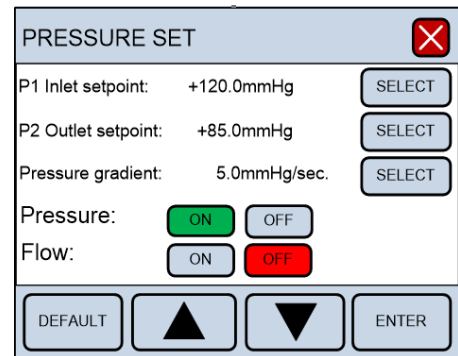 PRESSURE SET
P1 Inlet setpoint: +120.0mmHg SELECT
P2 Outlet setpoint: +85.0mmHg SELECT
Pressure gradient: 5.0mmHg/sec. SELECT
Pressure: ON OFF
Flow: ON OFF
DEFAULT ENTER